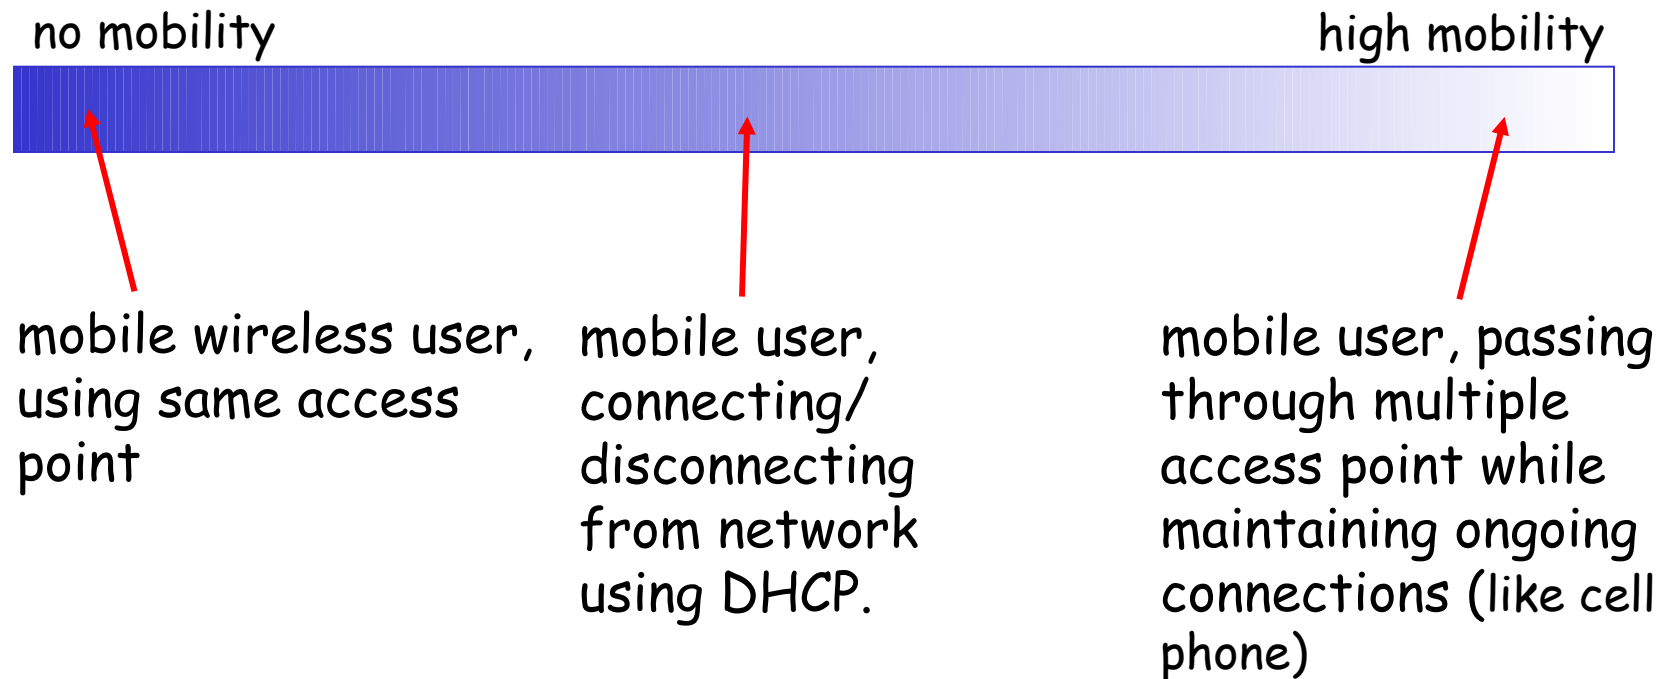 no mobility
high mobility
mobile wireless user,
using same access
point
mobile user,
connecting/
disconnecting
from network
using DHCP.
mobile user, passing
through multiple
access point while
maintaining ongoing
connections (like cell
phone)